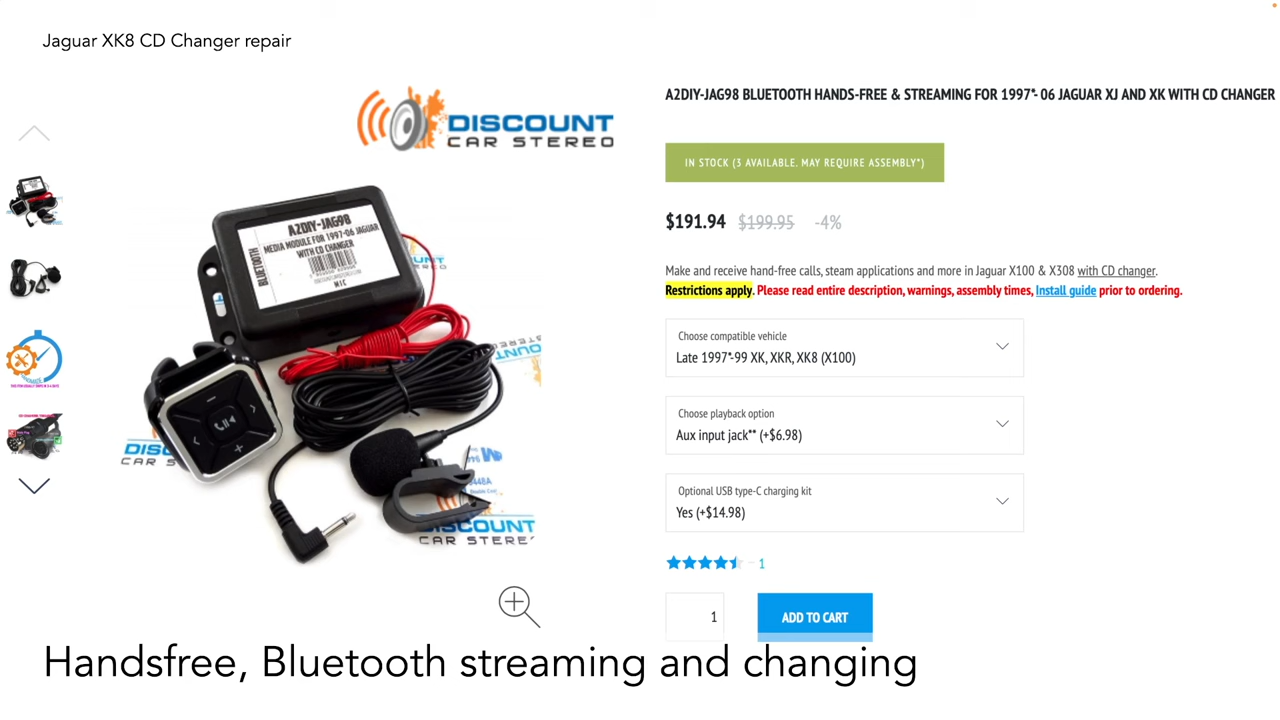 Jaguar XK8 CD Changer repair
DISCOUNT
CAR STEREO
A2DIY-JAG98
MEDIA MODULE FOR 1997-06 JAGUAR
WITH CD CHANGER
BLUETOOTH
MIC
DISCOUNT
CAR STERE
A2DIY-JAG98 BLUETOOTH HANDS-FREE & STREAMING FOR 1997*- 06 JAGUAR XJ AND XK WITH CD CHANGER
IN STOCK (3 AVAILABLE. MAY REQUIRE ASSEMBLY*)
$191.94 $199.95 -4%
Make and receive hand-free calls, steam applications and more in Jaguar X100 & X308 with CD changer.
Restrictions apply. Please read entire description, warnings, assembly times, Install guide prior to ordering.
Choose compatible vehicle
Late 1997*-99 XK, XKR, XK8 (X100)
Choose playback option
Aux input jack** (+$6.98)
Optional USB type-C charging kit
Yes (+$14.98)
1
1
ADD TO CART
Handsfree, Bluetooth streaming and changing